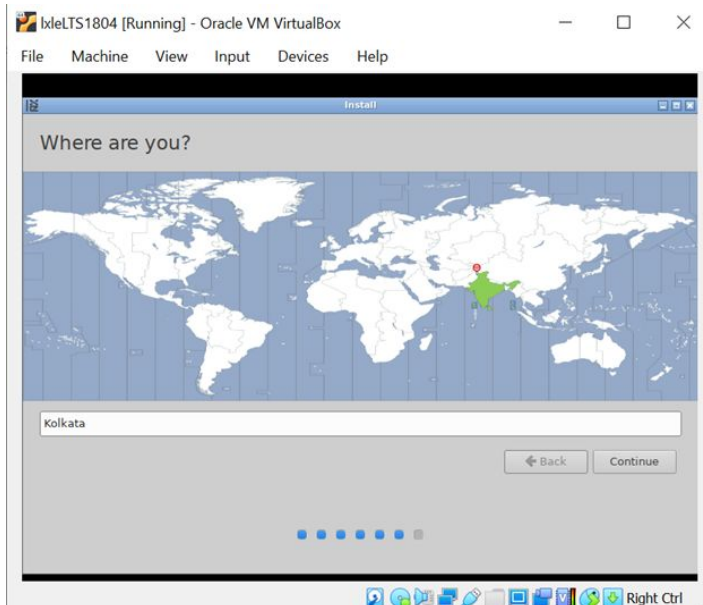 lxleLTS1804 [Running] - Oracle VM VirtualBox
File Machine View Input Devices Help
Install
Where are you?
Kolkata
Back Continue
Right Ctrl